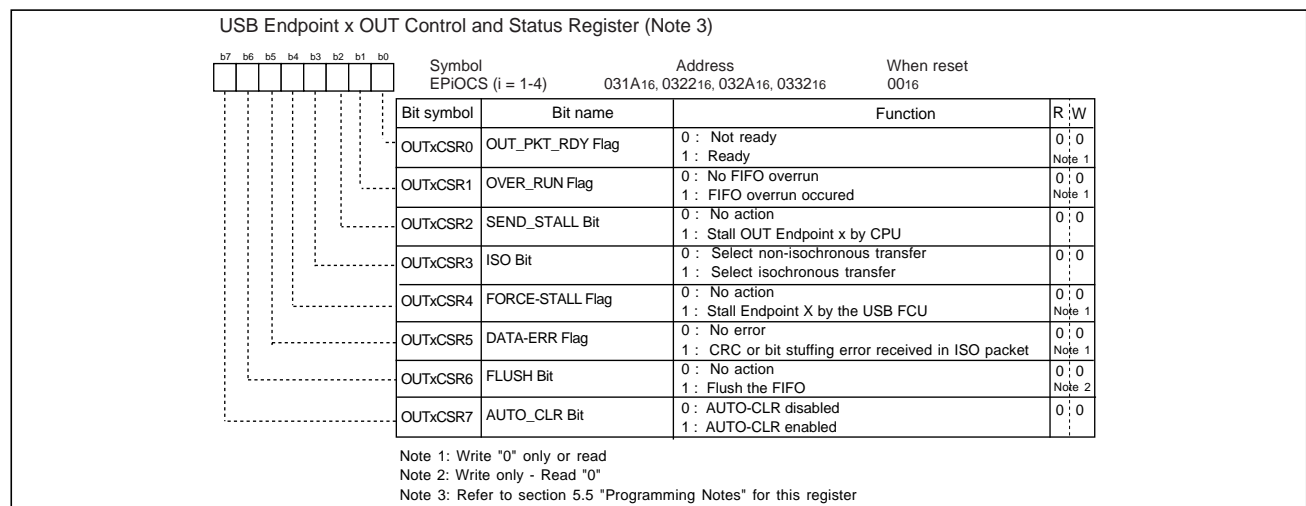 USB Endpoint x OUT Control and Status Register (Note 3)
b7 b6 b5 b4 b3 b2 b1 b0
Symbol Address When reset
EPiOCS (i = 1-4) 031A16, 032216, 032A16, 033216 0016
Bit symbol Bit name Function R W
OUTxCSR0 OUT_PKT_RDY Flag 0 : Not ready 0 0
1 : Ready Note 1
OUTxCSR1 OVER_RUN Flag 0 : No FIFO overrun 0 0
1 : FIFO overrun occured Note 1
OUTxCSR2 SEND_STALL Bit 0 : No action 0 0
1 : Stall OUT Endpoint x by CPU
OUTxCSR3 ISO Bit 0 : Select non-isochronous transfer 0 0
1 : Select isochronous transfer
OUTxCSR4 FORCE-STALL Flag 0 : No action 0 0
1 : Stall Endpoint X by the USB FCU Note 1
OUTxCSR5 DATA-ERR Flag 0 : No error 0 0
1 : CRC or bit stuffing error received in ISO packet Note 1
OUTxCSR6 FLUSH Bit 0 : No action 0 0
1 : Flush the FIFO Note 2
OUTxCSR7 AUTO_CLR Bit 0 : AUTO-CLR disabled 0 0
1 : AUTO-CLR enabled
Note 1: Write "0" only or read
Note 2: Write only - Read "0"
Note 3: Refer to section 5.5 "Programming Notes" for this register